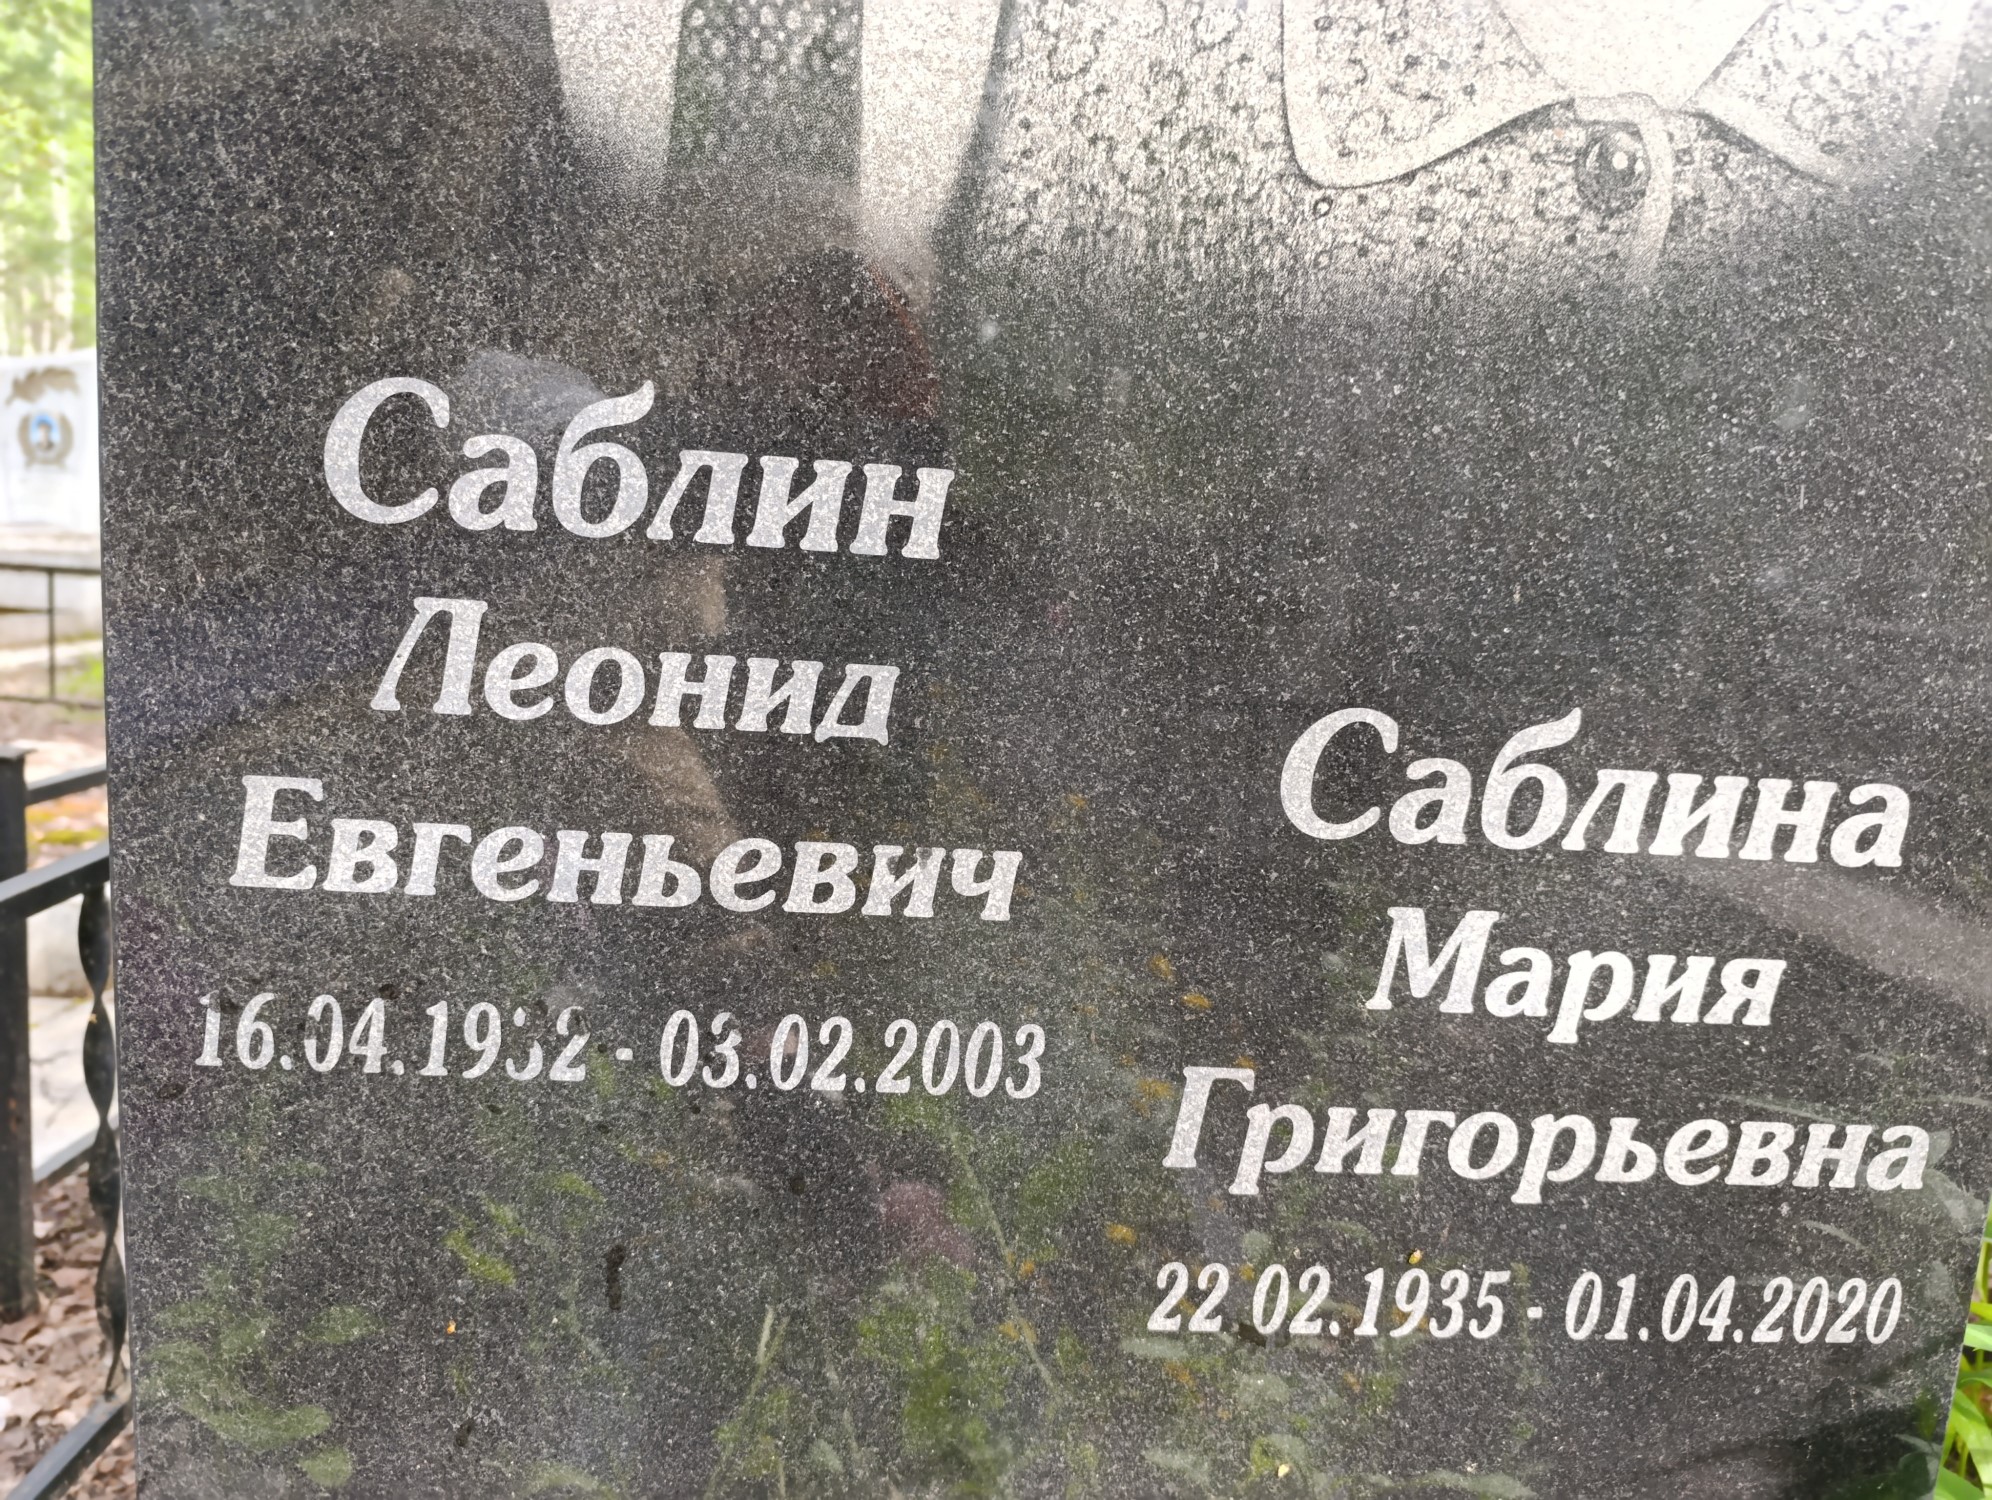 Саблин
Леонид
Евгеньевич
16.04.1932 - 03.02.2003
Саблина
Мария
Григорьевна
22.02.1935 - 01.04.2020